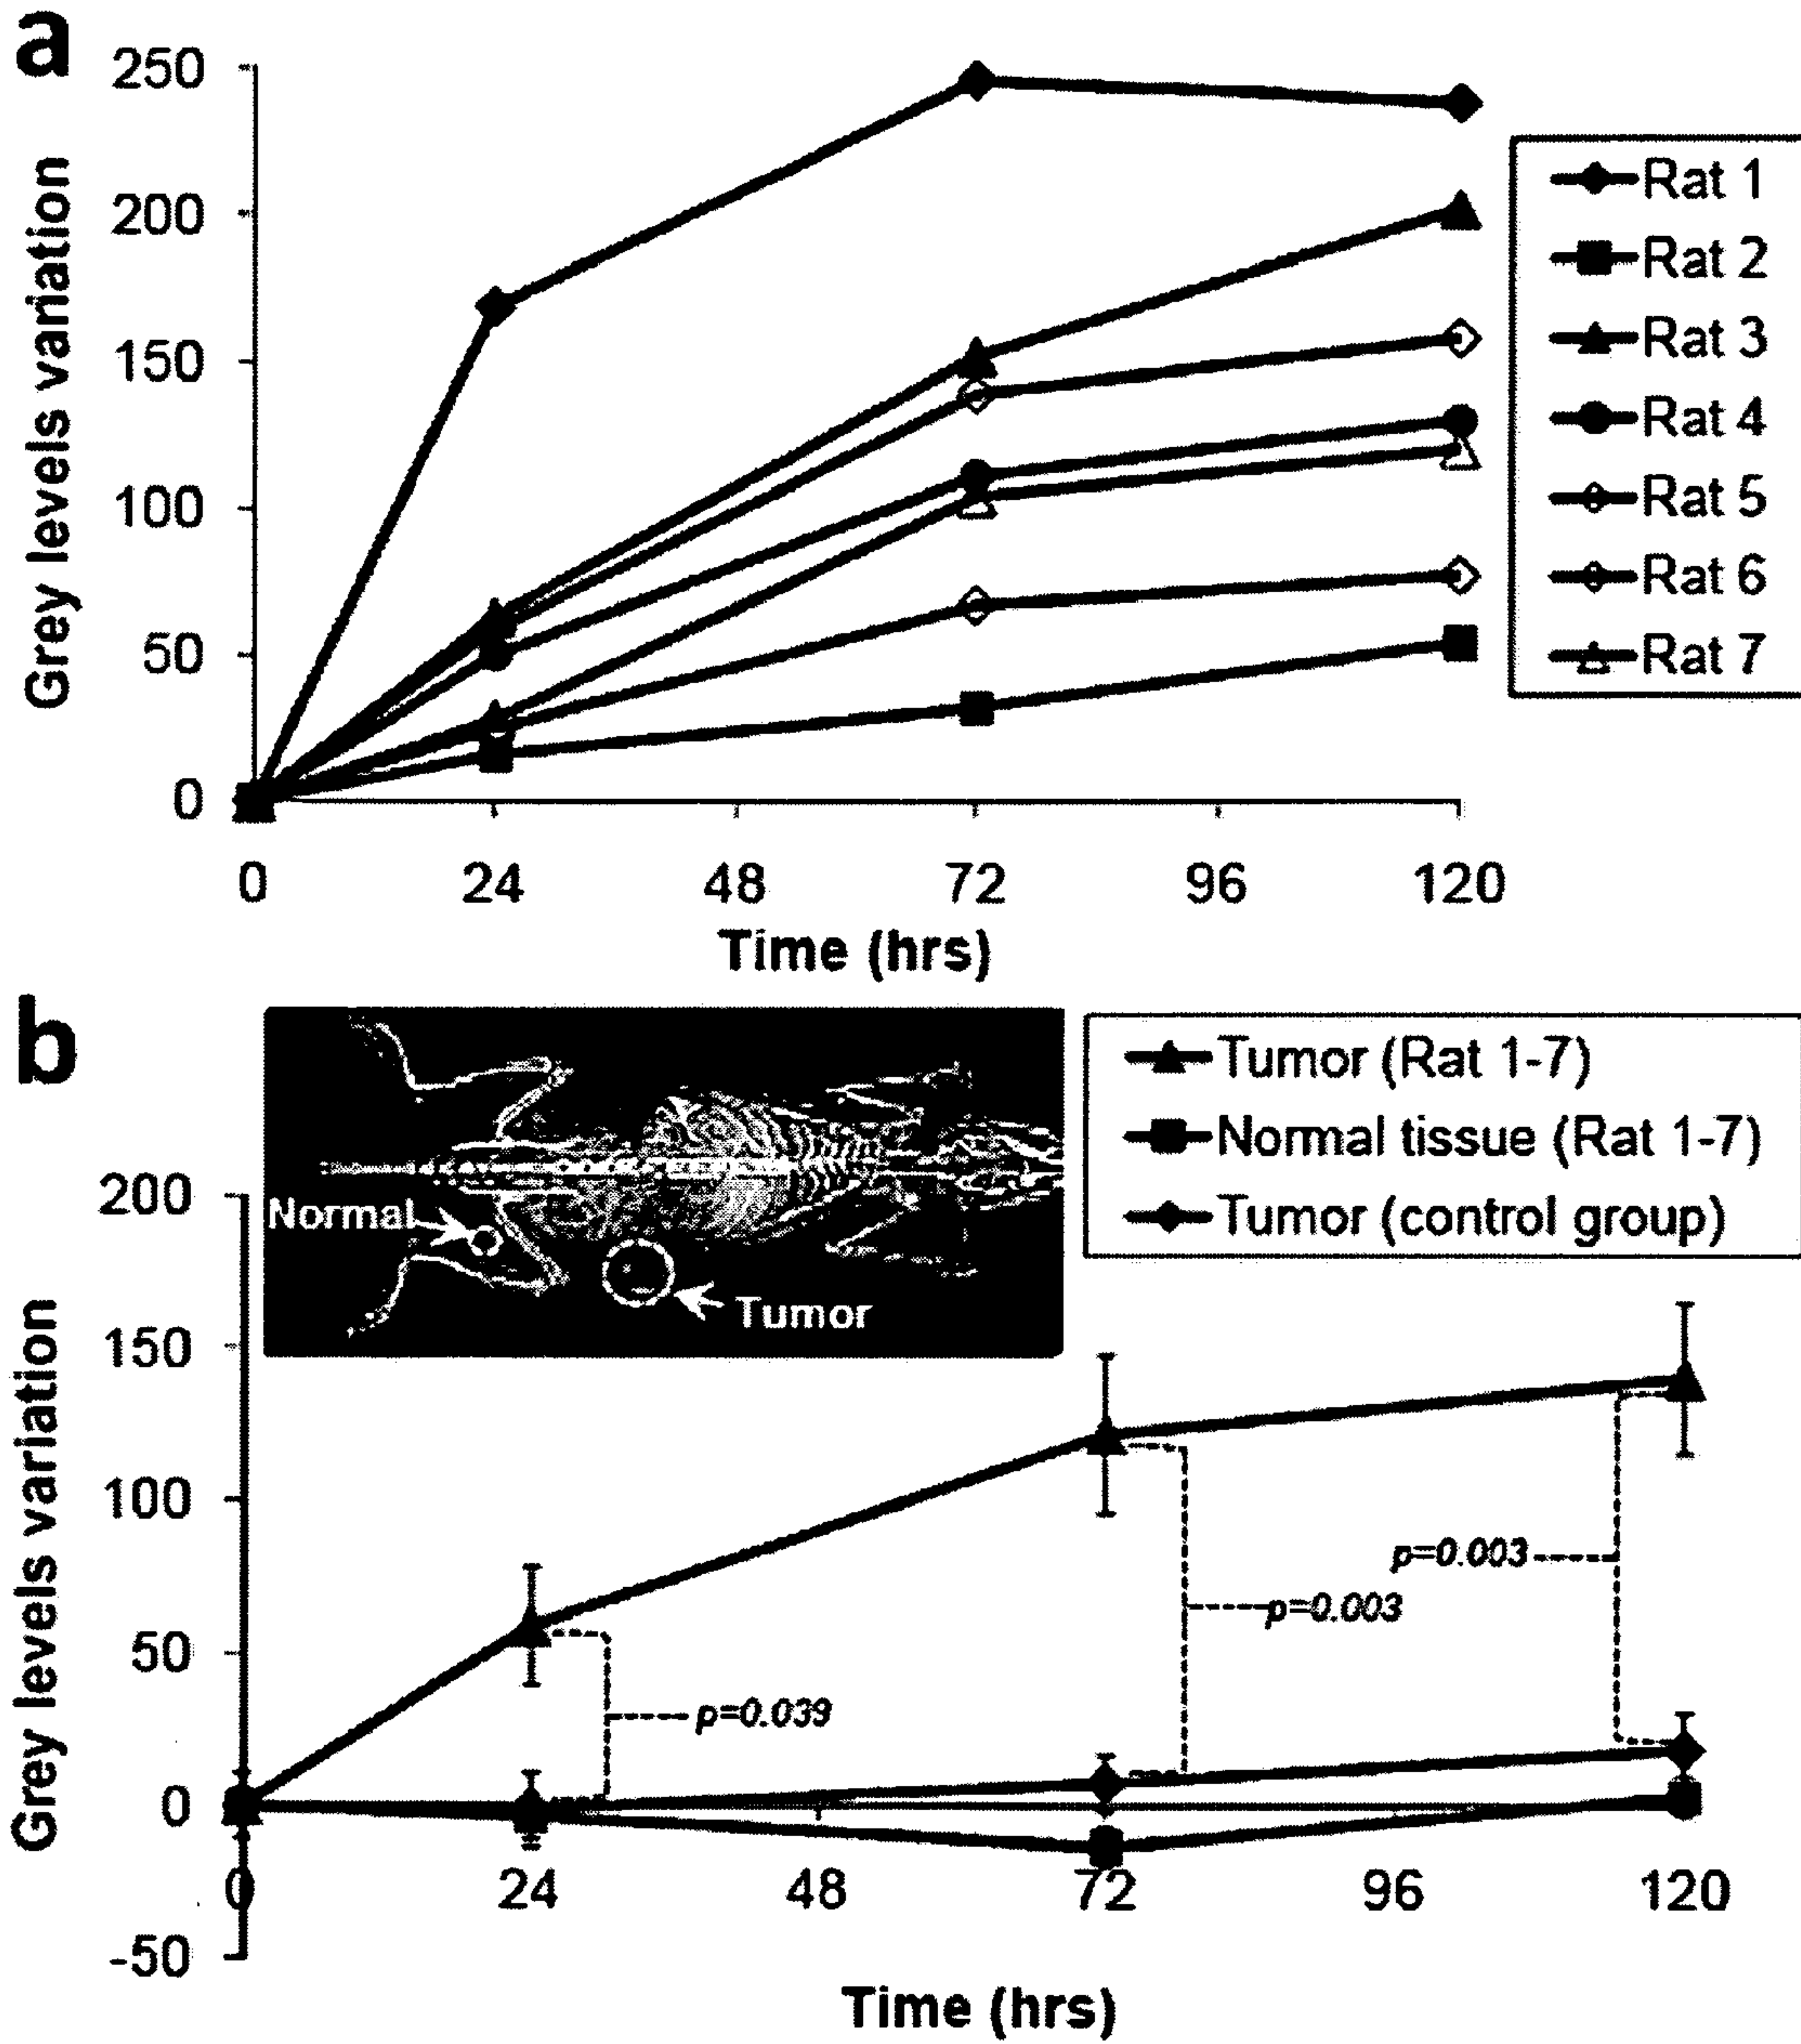 a
Grey levels variation
250
200
150
100
50
0
0 24 48 72 96 120
Time (hrs)
Rat 1
Rat 2
Rat 3
Rat 4
Rat 5
Rat 6
Rat 7
b
Tumor (Rat 1-7)
Normal tissue (Rat 1-7)
Tumor (control group)
Normal
Tumor
Grey levels variation
200
150
100
50
0
-50
p=0.039
p=0.003
p=0.003
0 24 48 72 96 120
Time (hrs)